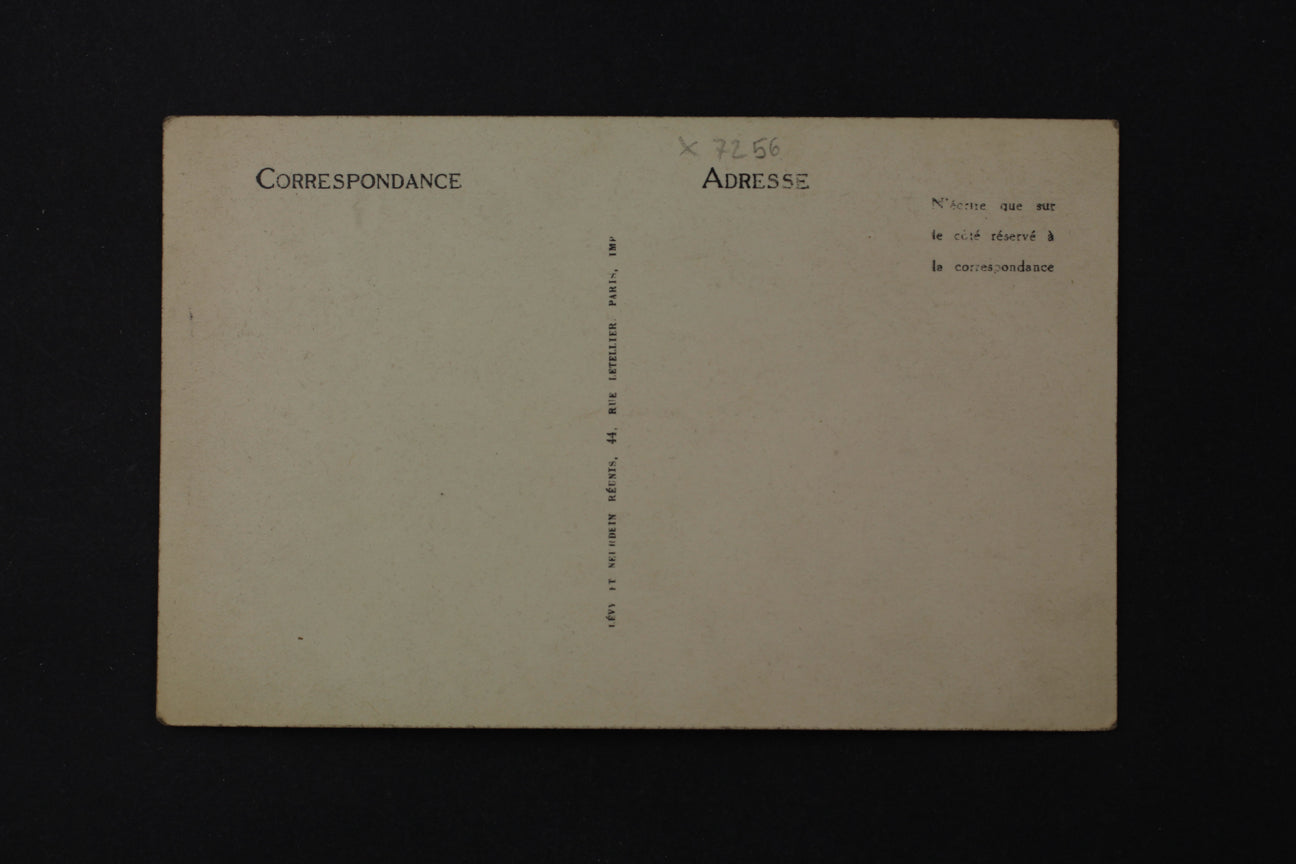 x 7256
CORRESPONDANCE
ADRESSE
N'écrire que sur
le côté réservé à
la correspondance
LÉVY ET NEURDEIN RÉUNIS, 44, RUE LETELLIER, PARIS, IMP